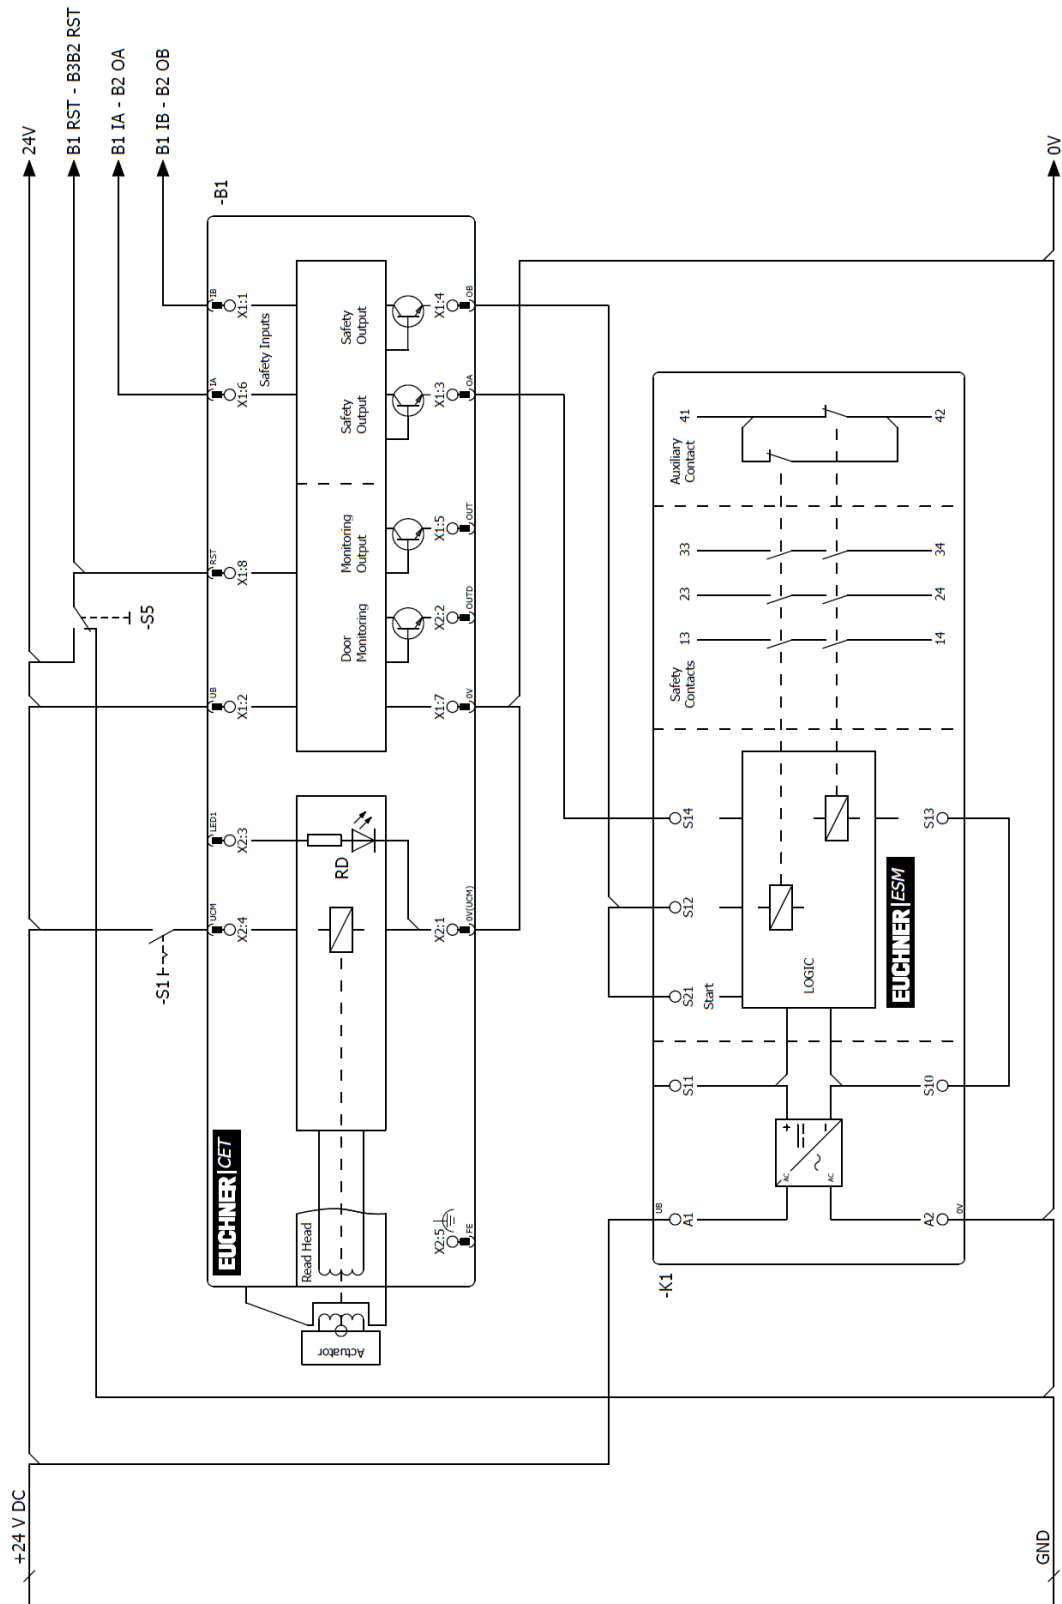 +24 V DC
24V
B1 RST - B3B2 RST
B1 IA - B2 OA
B1 IB - B2 OB
-S1
-S5
-B1
EUCHNER CET
UCM
X2:4
LED1
X2:3
UB
X1:2
RST
X1:8
IA
X1:6
IB
X1:1
Safety Inputs
Actuator
Read Head
RD
Door
Monitoring
Monitoring
Output
Safety
Output
Safety
Output
X2:5
FE
X2:1
0V(UCM)
X1:7
0V
X2:2
OUTD
X1:5
OUT
X1:3
OA
X1:4
OB
-K1
UB
A1
S11
S21
Start
S12
S14
Safety
Contacts
13
23
33
Auxiliary
Contact
41
AC
AC
+
~
LOGIC
EUCHNER ESM
A2
0V
S10
S13
14
24
34
42
GND
0V